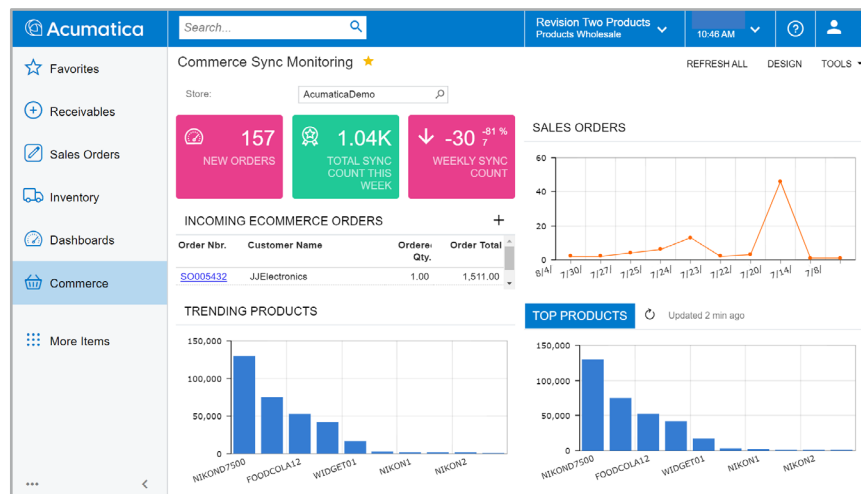 Acumatica
Search...
Revision Two Products
Products Wholesale
10:46 AM
Favorites
Receivables
Sales Orders
Inventory
Dashboards
Commerce
More Items
Commerce Sync Monitoring
REFRESH ALL DESIGN TOOLS
Store: AcumaticaDemo
157
NEW ORDERS
1.04K
TOTAL SYNC
COUNT THIS
WEEK
-30 -81 %
7
WEEKLY SYNC
COUNT
INCOMING ECOMMERCE ORDERS
Order Nbr. Customer Name Ordere Order Total
Qty.
SO005432 JJElectronics 1.00 1,511.00
SALES ORDERS
60
40
20
0
8/4/ 7/30/ 7/27/ 7/25/ 7/24/ 7/23/ 7/22/ 7/20/ 7/14/ 7/8/
TRENDING PRODUCTS
150,000
100,000
50,000
0
NIKOND7500 FOODCOLA12 WIDGET01 NIKON1 NIKON2
TOP PRODUCTS Updated 2 min ago
150,000
100,000
50,000
0
NIKOND7500 FOODCOLA12 WIDGET01 NIKON1 NIKON2